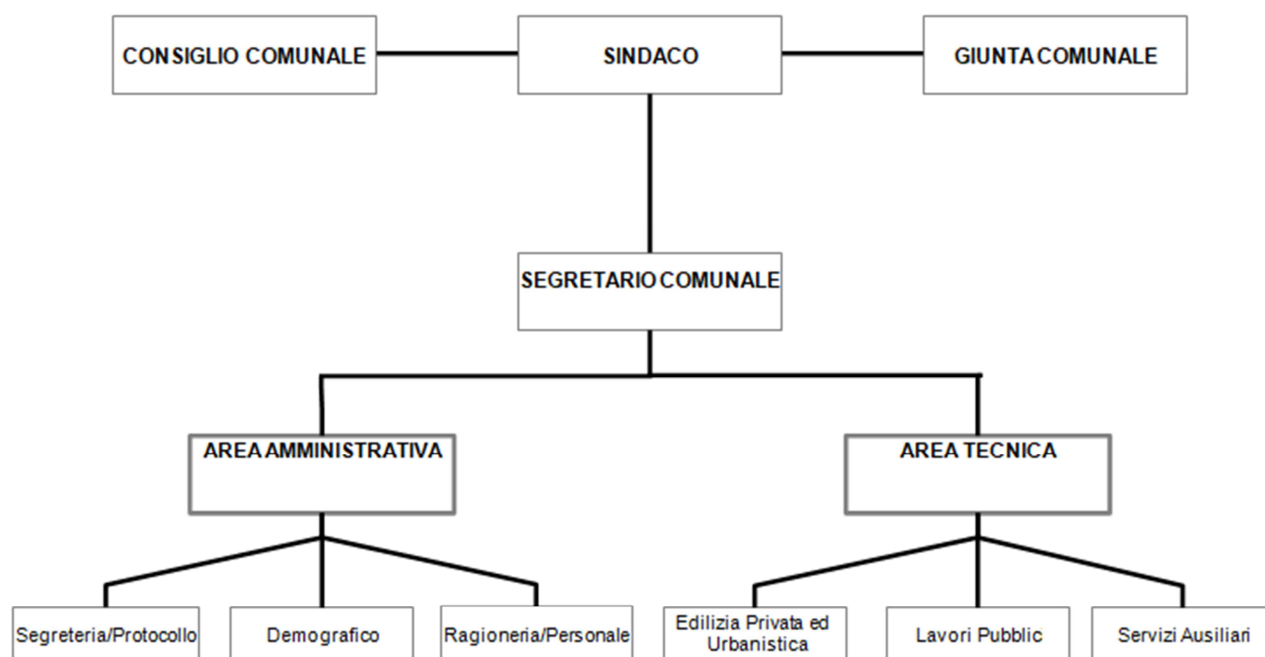 CONSIGLIO COMUNALE
SINDACO
GIUNTA COMUNALE
SEGRETARIO COMUNALE
AREA AMMINISTRATIVA
AREA TECNICA
Segreteria/Protocollo
Demografico
Ragioneria/Personale
Edilizia Privata ed
Urbanistica
Lavori Pubblic
Servizi Ausiliari